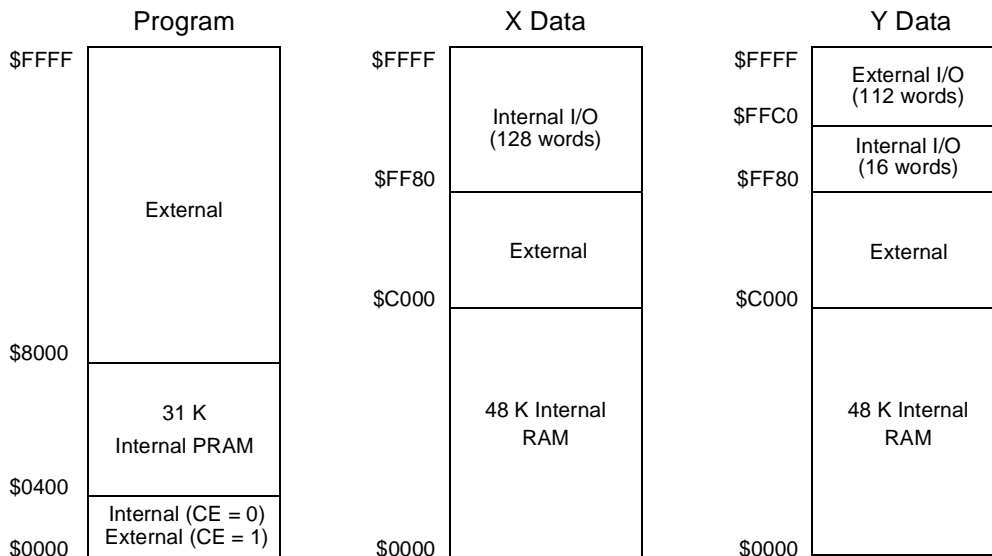 Program
$FFFF
External
$8000
31 K
Internal PRAM
$0400
Internal (CE = 0)
External (CE = 1)
$0000
X Data
$FFFF
Internal I/O
(128 words)
$FF80
External
$C000
48 K Internal
RAM
$0000
Y Data
$FFFF
External I/O
(112 words)
$FFC0
Internal I/O
(16 words)
$FF80
External
$C000
48 K Internal
RAM
$0000